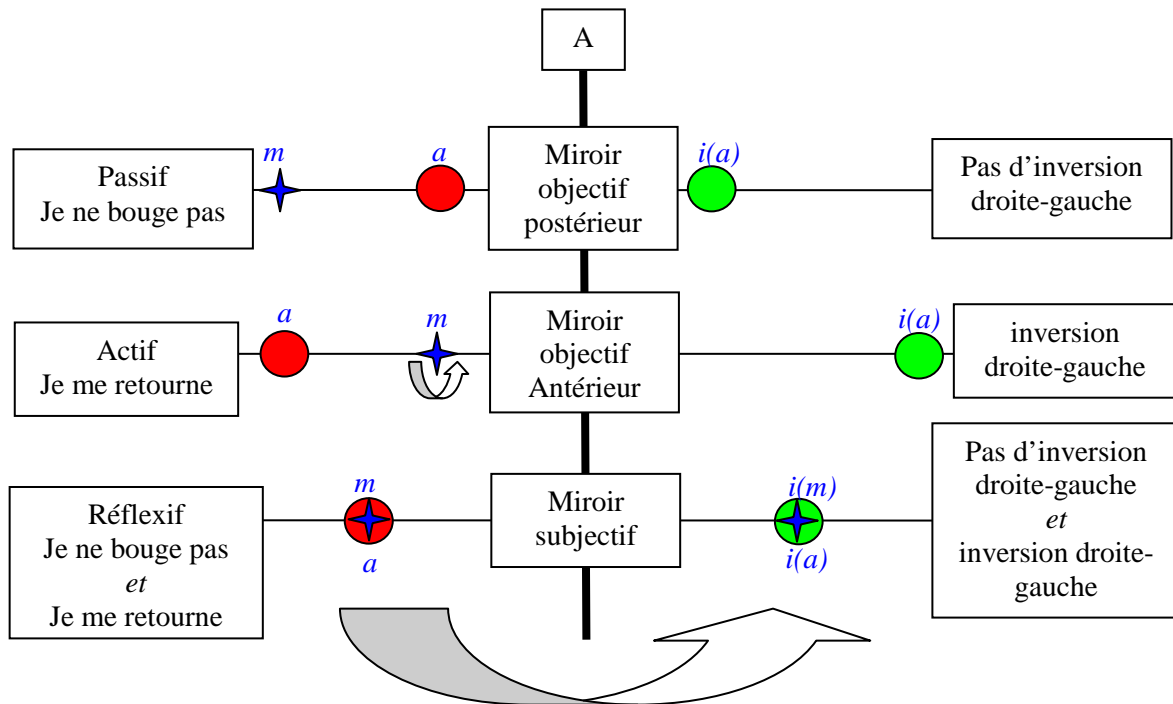 A
Passif
Je ne bouge pas
m
a
Miroir
objectif
postérieur
i(a)
Pas d’inversion
droite-gauche
Actif
Je me retourne
a
m
Miroir
objectif
Antérieur
i(a)
inversion
droite-gauche
Réflexif
Je ne bouge pas
et
Je me retourne
m
a
Miroir
subjectif
i(m)
i(a)
Pas d’inversion
droite-gauche
et
inversion droite-
gauche